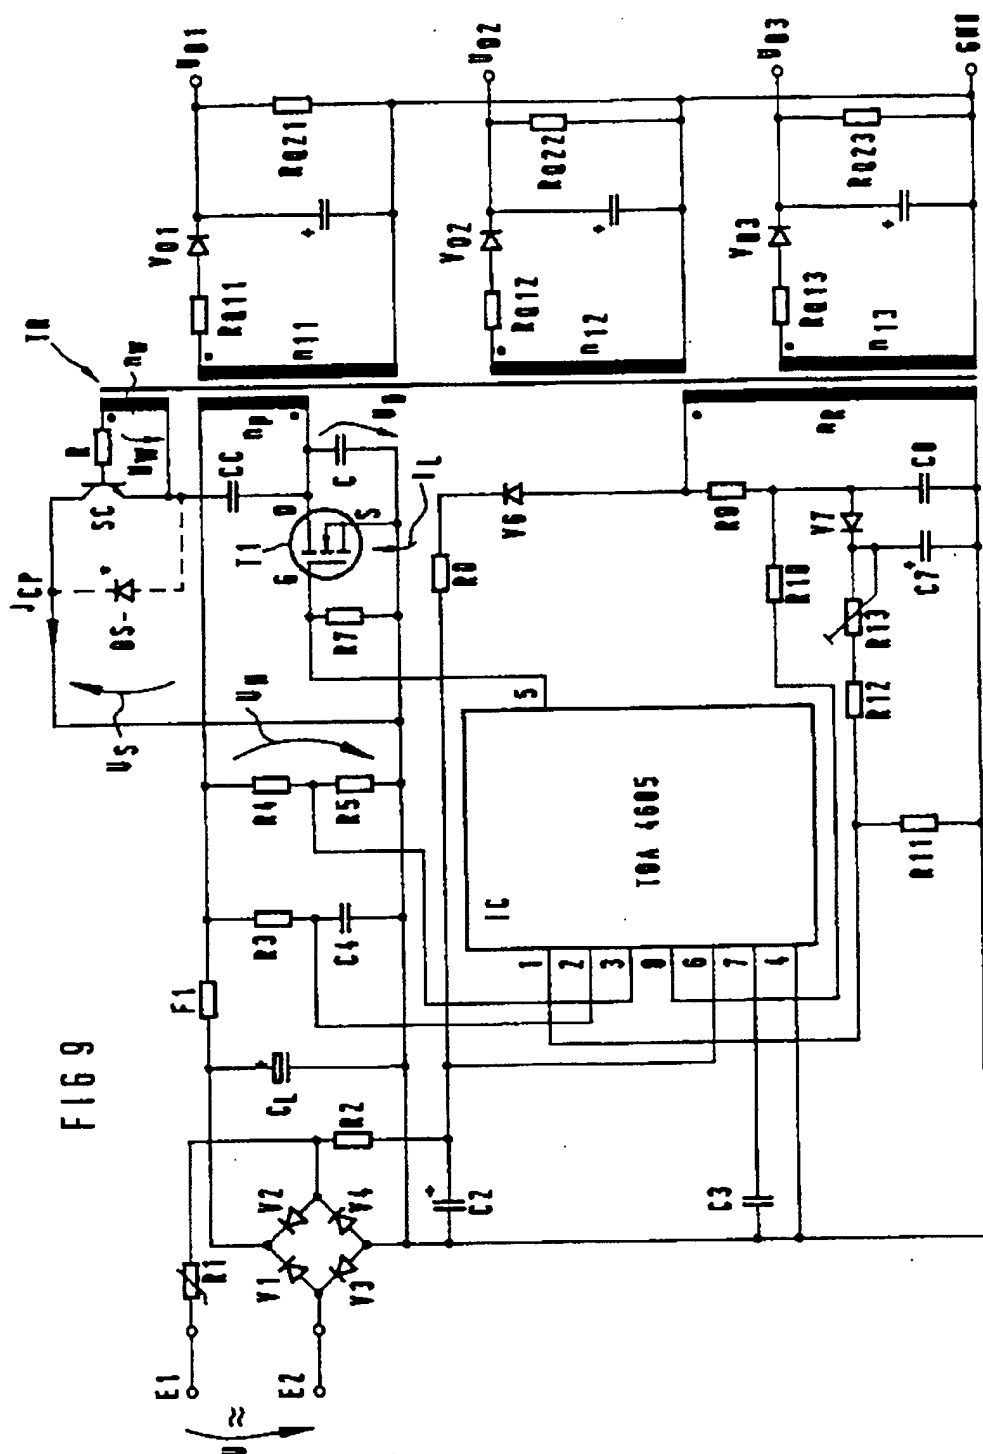 FIG 9
E1
U≈
E2
R1
V1
V2
V3
V4
R2
C2
CL
F1
R3
C4
R4
R5
UN
US
JCP
DS
SC
R
UW1
nW
TR
CC
nP
UD
C
D
S
G
T1
IL
R7
R8
V6
IC
TDA 4605
1
2
3
8
6
7
4
5
C3
R9
R10
V7
C8
C7
R13
R12
R11
nR
n11
RQ11
VQ1
RQ21
UQ1
n12
RQ12
VQ2
RQ22
UQ2
n13
RQ13
VQ3
RQ23
UQ3
GND